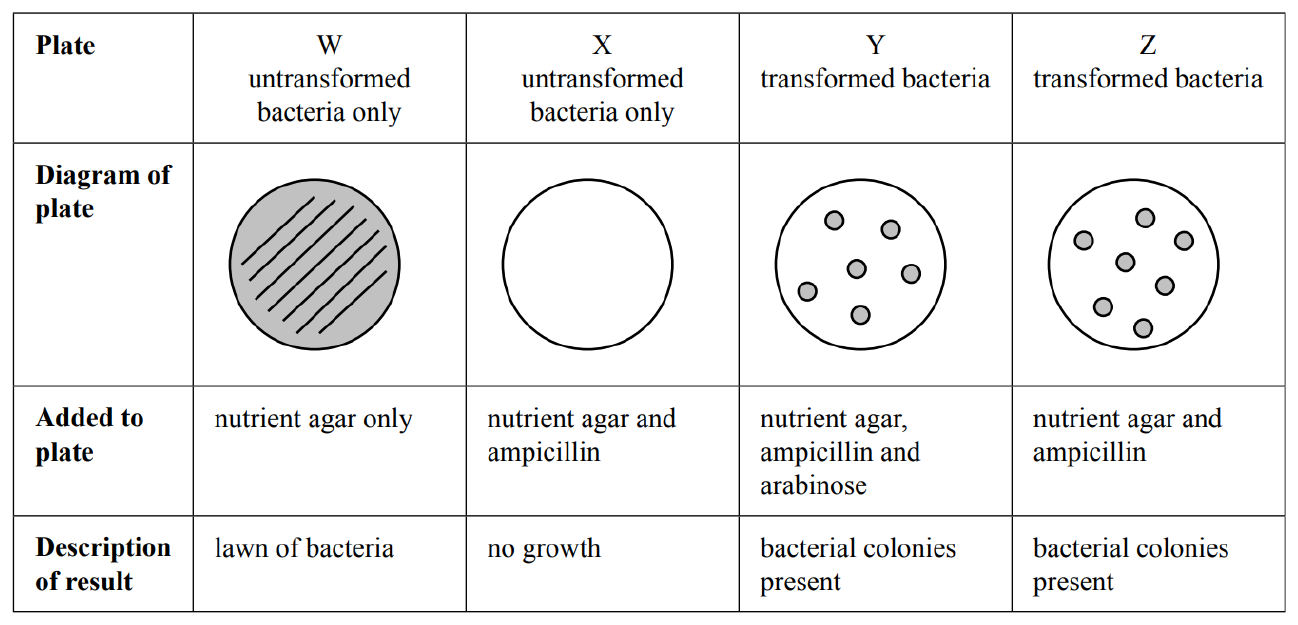 Plate
W
untransformed
bacteria only
X
untransformed
bacteria only
Y
transformed bacteria
Z
transformed bacteria
Diagram of
plate
Added to
plate
nutrient agar only
nutrient agar and
ampicillin
nutrient agar,
ampicillin and
arabinose
nutrient agar and
ampicillin
Description
of result
lawn of bacteria
no growth
bacterial colonies
present
bacterial colonies
present